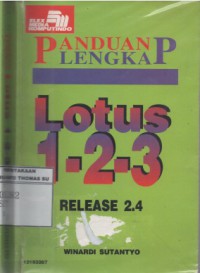 ELEX
MEDIA
KOMPUTINDO
PANDUAN
LENGKAP
Lotus
1-2-3
RELEASE 2.4
WINARDI SUTANTYO